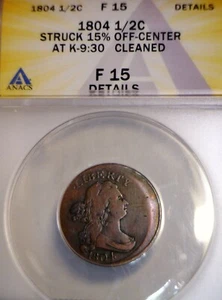 1804 1/2C F 15 DETAILS
ANACS
1804 1/2C
STRUCK 15% OFF-CENTER
AT K-9:30 CLEANED
F 15
DETAILS
LIBERTY